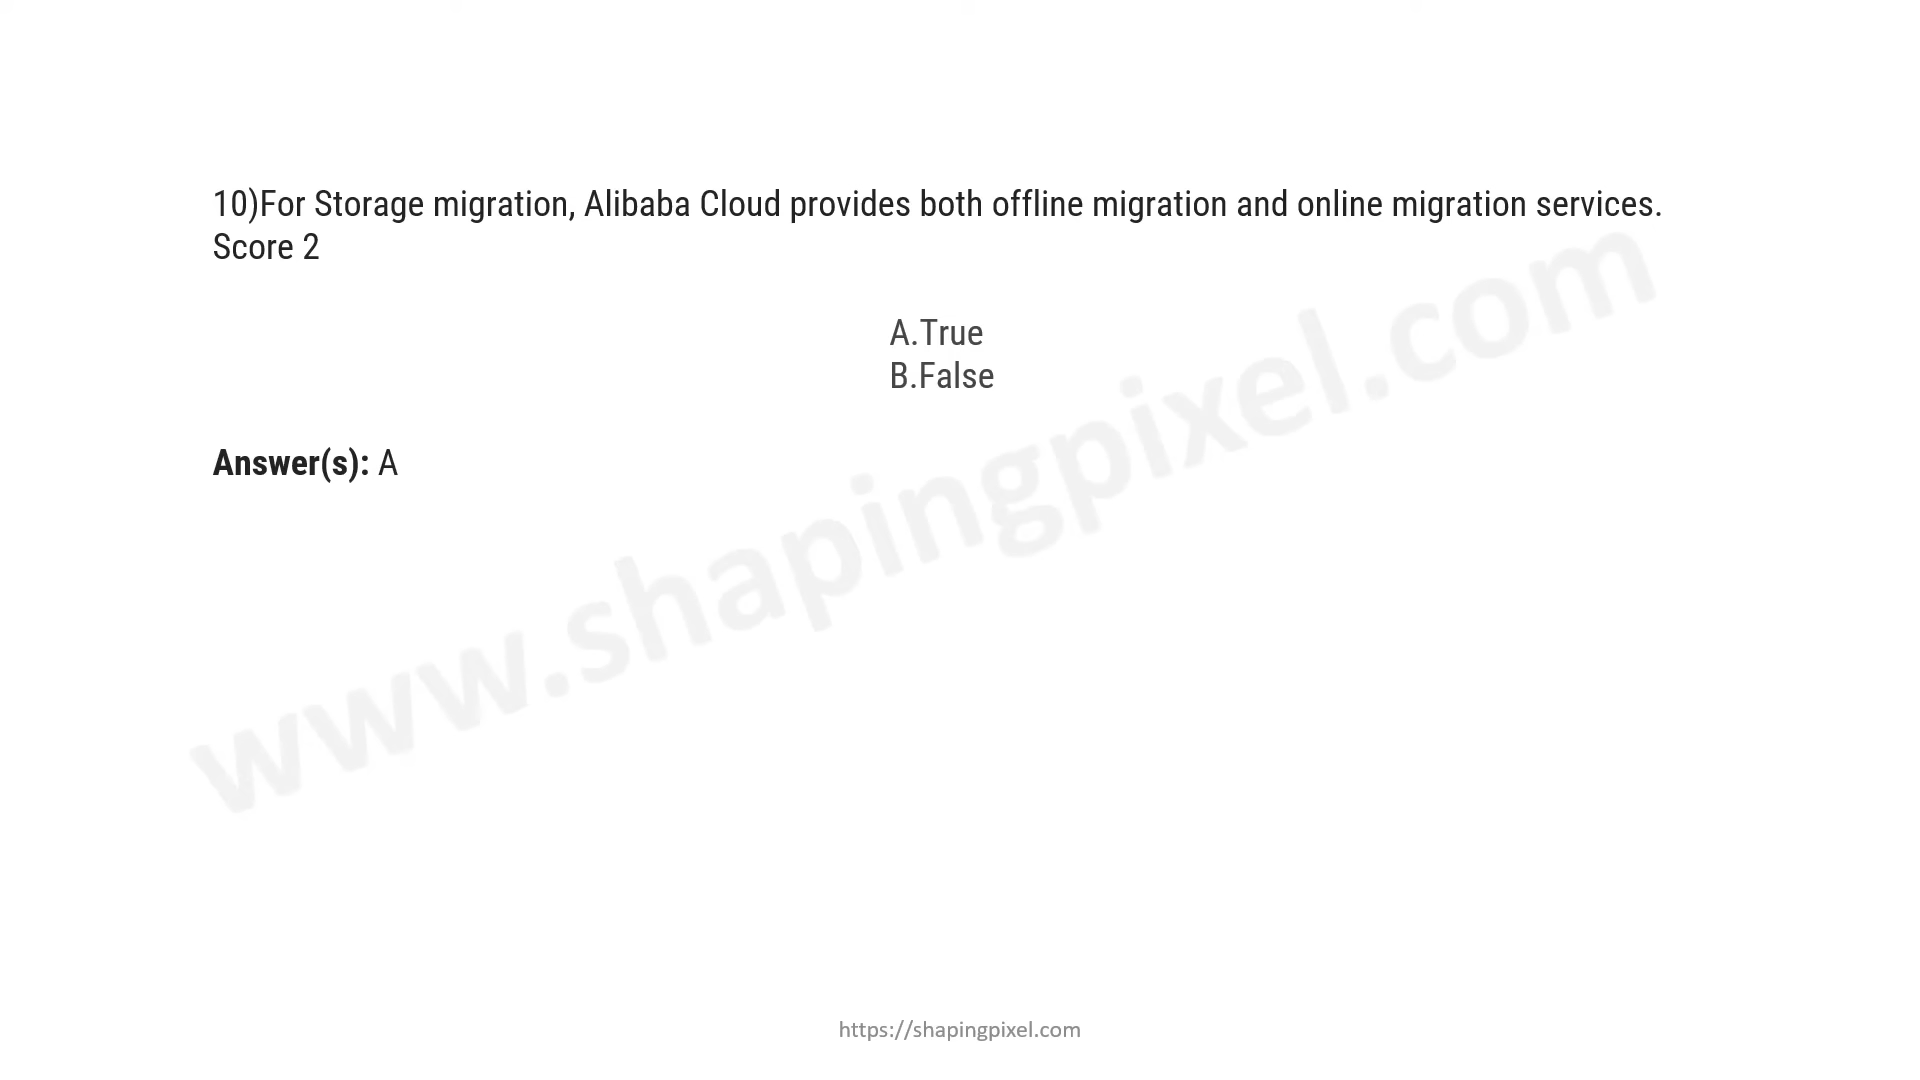 10)For Storage migration, Alibaba Cloud provides both offline migration and online migration services.
Score 2
A.True
B.False
Answer(s): A
www.shapingpixel.com
https://shapingpixel.com